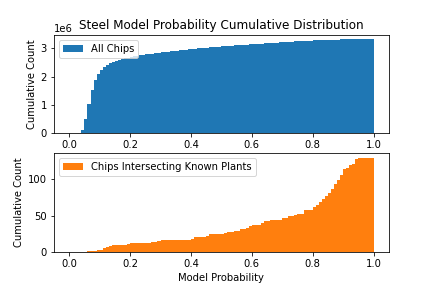 Steel Model Probability Cumulative Distribution
1e6
All Chips
Cumulative Count
3
2
1
0
0.0 0.2 0.4 0.6 0.8 1.0
Chips Intersecting Known Plants
Cumulative Count
100
50
0
0.0 0.2 0.4 0.6 0.8 1.0
Model Probability